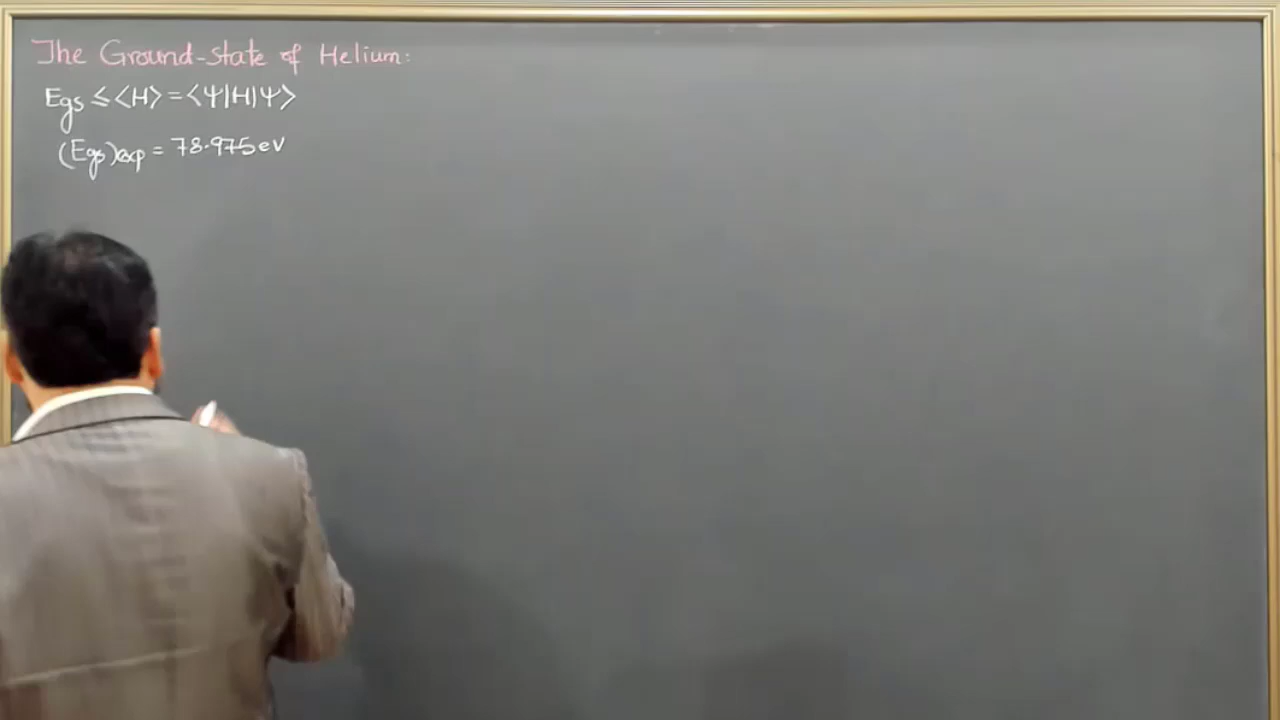 The Ground-state of Helium:
Egs ≤ <H> = <Ψ|H|Ψ>
(Egs)exp = 78.975 eV